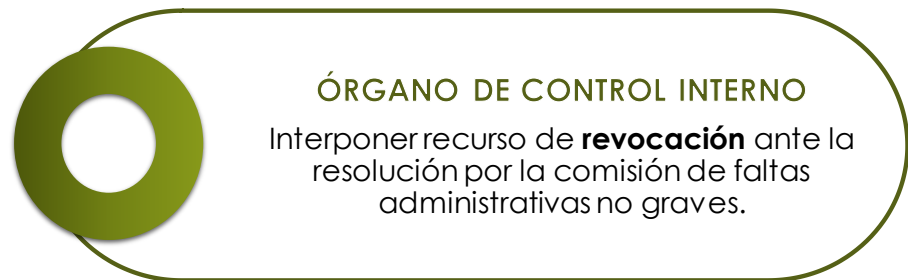 ÓRGANO DE CONTROL INTERNO
Interponer recurso de revocación ante la
resolución por la comisión de faltas
administrativas no graves.